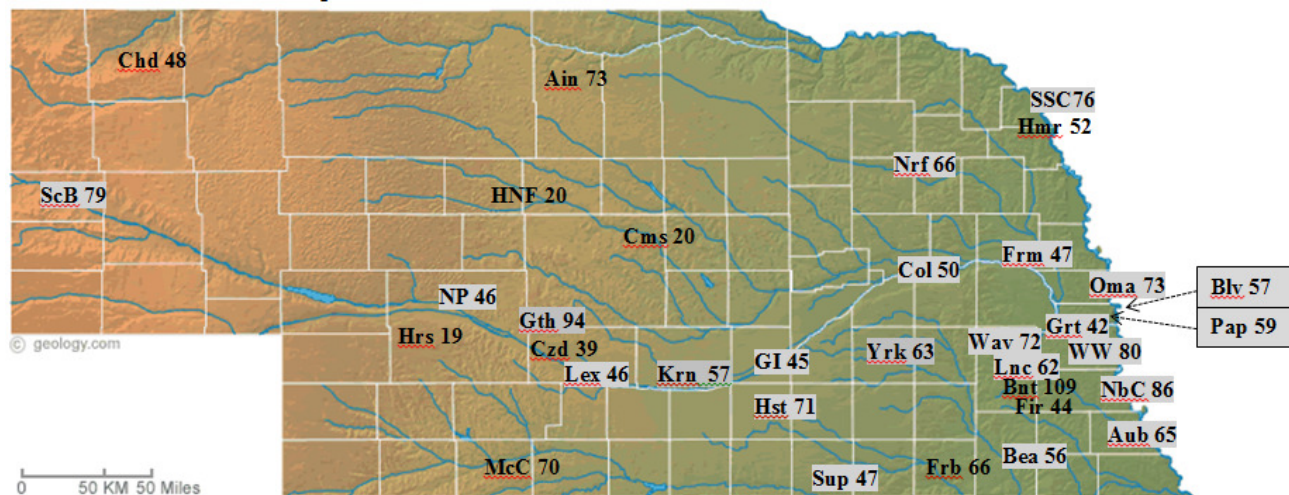 Chd 48
Ain 73
SSC76
Hmr 52
Nrf 66
ScB 79
HNF 20
Cms 20
Frm 47
Col 50
Oma 73
Blv 57
NP 46
Gth 94
Grt 42
Pap 59
Hrs 19
Czd 39
Wav 72
WW 80
Yrk 63
GI 45
Lnc 62
Lex 46
Krn 57
Bnt 109
NbC 86
Hst 71
Fir 44
Aub 65
Bea 56
McC 70
Frb 66
Sup 47
© geology.com
0 50 KM 50 Miles